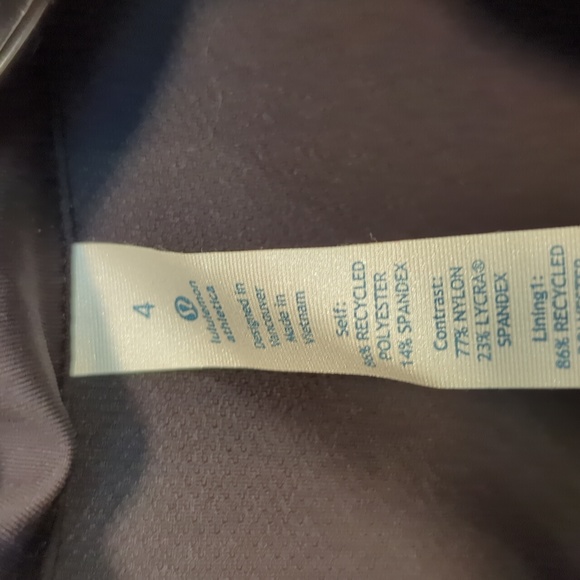 4
lululemon
athletica
Designed in
Vancouver
Made in
Vietnam
Self:
86% RECYCLED
POLYESTER
14% SPANDEX
Contrast:
77% NYLON
23% LYCRA®
SPANDEX
Lining1:
86% RECYCLED